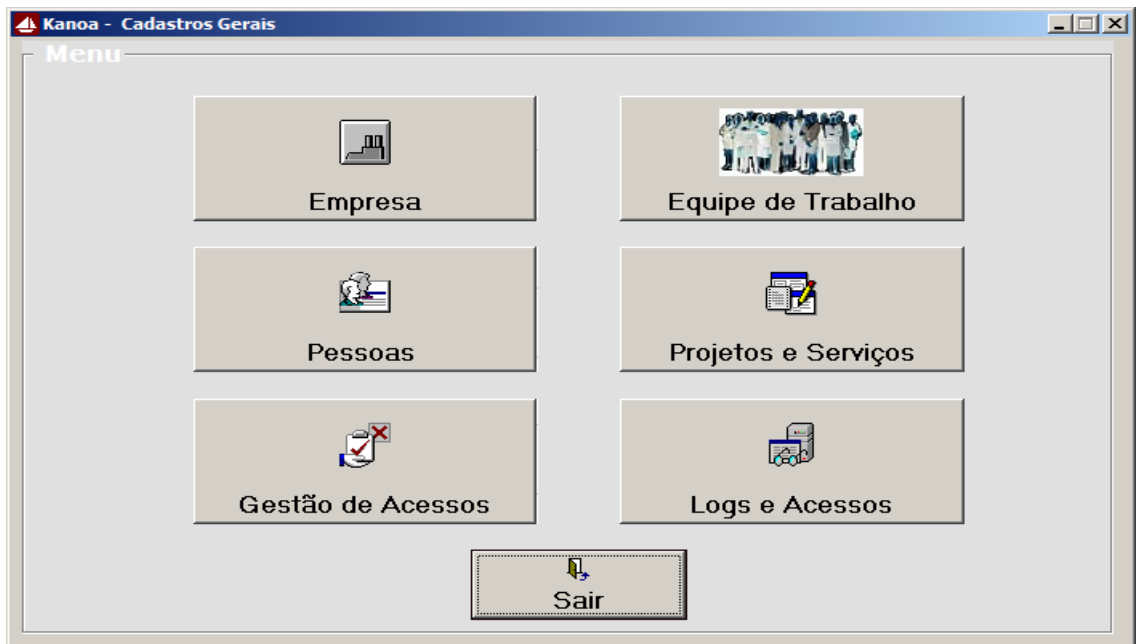 Kanoa - Cadastros Gerais
Menu
Empresa
Equipe de Trabalho
Pessoas
Projetos e Serviços
Gestão de Acessos
Logs e Acessos
Sair